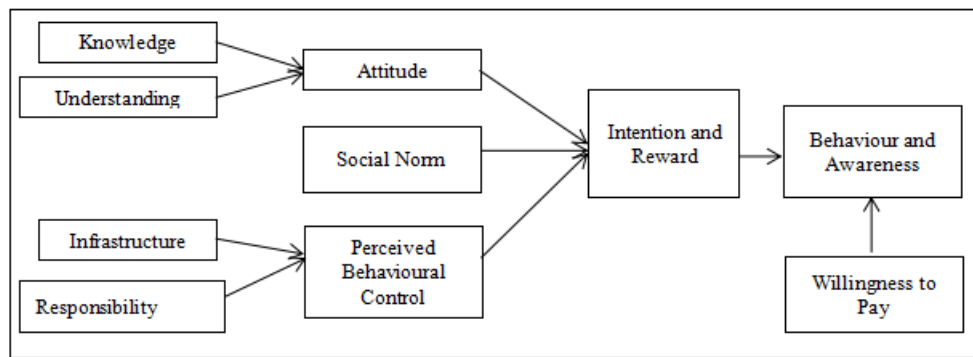 Knowledge
Understanding
Attitude
Social Norm
Infrastructure
Responsibility
Perceived
Behavioural
Control
Intention and
Reward
Behaviour and
Awareness
Willingness to
Pay